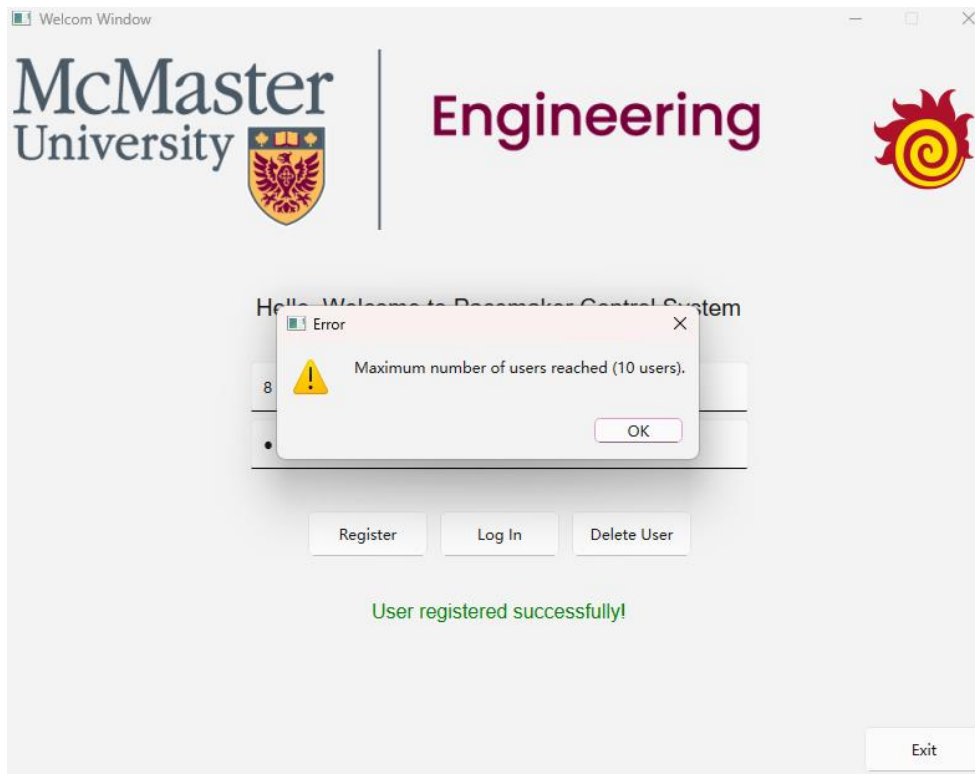 Welcom Window
McMaster
University
Engineering
Error
Maximum number of users reached (10 users).
8
OK
Register
Log In
Delete User
User registered successfully!
Exit